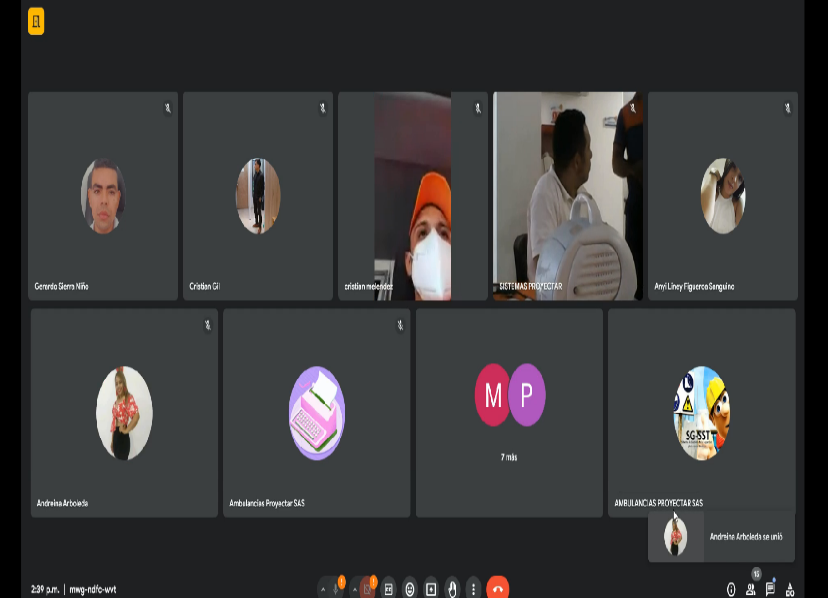 Gerardo Sierra Niño
Cristian Gil
cristian melendez
SISTEMAS PROYECTAR
Anyi Liney Figueroa Sanguino
M P
7 más
SG-SST
Andreina Arboleda
Ambulancias Proyectar SAS
AMBULANCIAS PROYECTAR SAS
Andreina Arboleda se unió
15
2:39 p.m. | mwg-ndfc-wvt